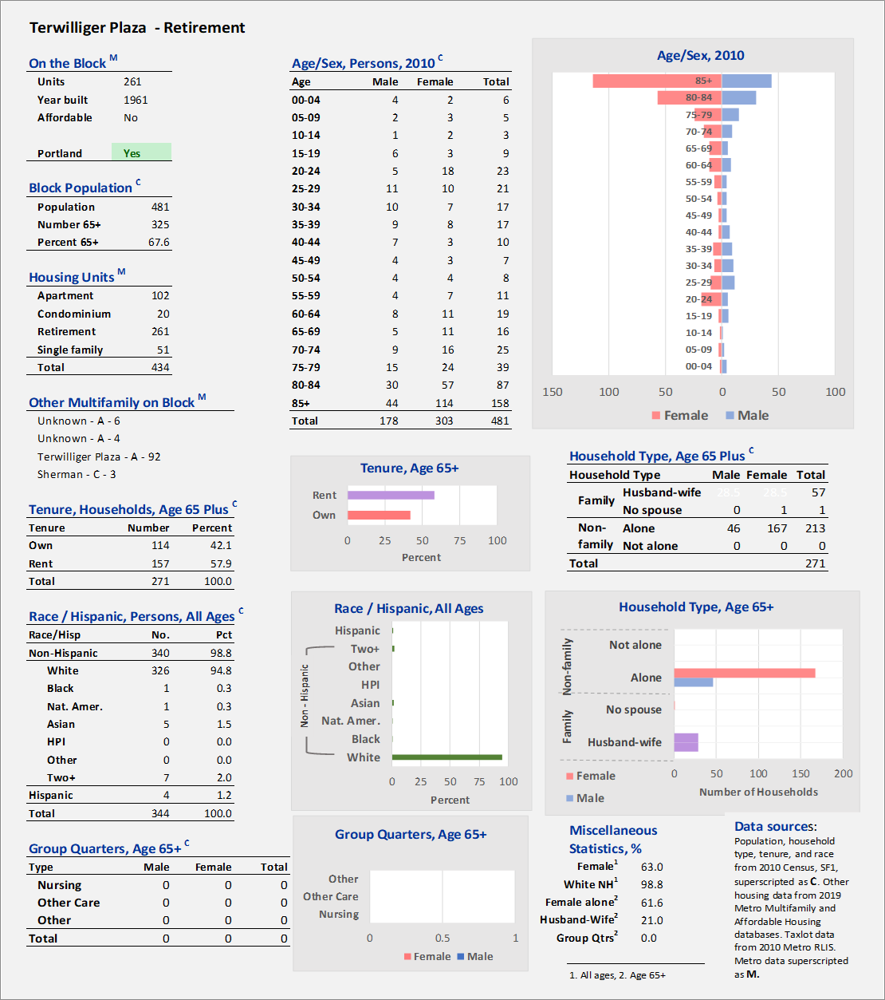 Terwilliger Plaza - Retirement
On the Block M
Units 261
Year built 1961
Affordable No
Portland Yes
Block Population C
Population 481
Number 65+ 325
Percent 65+ 67.6
Housing Units M
Apartment 102
Condominium 20
Retirement 261
Single family 51
Total 434
Other Multifamily on Block M
Unknown - A - 6
Unknown - A - 4
Terwilliger Plaza - A - 92
Sherman - C - 3
Tenure, Households, Age 65 Plus C
Tenure Number Percent
Own 114 42.1
Rent 157 57.9
Total 271 100.0
Race / Hispanic, Persons, All Ages C
Race/Hisp No. Pct
Non-Hispanic 340 98.8
White 326 94.8
Black 1 0.3
Nat. Amer. 1 0.3
Asian 5 1.5
HPI 0 0.0
Other 0 0.0
Two+ 7 2.0
Hispanic 4 1.2
Total 344 100.0
Group Quarters, Age 65+ C
Type Male Female Total
Nursing 0 0 0
Other Care 0 0 0
Other 0 0 0
Total 0 0 0
Age/Sex, Persons, 2010 C
Age Male Female Total
00-04 4 2 6
05-09 2 3 5
10-14 1 2 3
15-19 6 3 9
20-24 5 18 23
25-29 11 10 21
30-34 10 7 17
35-39 9 8 17
40-44 7 3 10
45-49 4 3 7
50-54 4 4 8
55-59 4 7 11
60-64 8 11 19
65-69 5 11 16
70-74 9 16 25
75-79 15 24 39
80-84 30 57 87
85+ 44 114 158
Total 178 303 481
Age/Sex, 2010
85+
80-84
75-79
70-74
65-69
60-64
55-59
50-54
45-49
40-44
35-39
30-34
25-29
20-24
15-19
10-14
05-09
00-04
150 100 50 0 50 100
Female Male
Tenure, Age 65+
Rent
Own
0 25 50 75 100
Percent
Household Type, Age 65 Plus C
Household Type Male Female Total
Family Husband-wife 28.5 28.5 57
No spouse 0 1 1
Non-family Alone 46 167 213
Not alone 0 0 0
Total 271
Race / Hispanic, All Ages
Hispanic
Two+
Other
HPI
Asian
Nat. Amer.
Black
White
Non - Hispanic
0 25 50 75 100
Percent
Household Type, Age 65+
Non-family
Not alone
Alone
Family
No spouse
Husband-wife
0 50 100 150 200
Number of Households
Female
Male
Group Quarters, Age 65+
Other
Other Care
Nursing
0 0.5 1
Female Male
Miscellaneous
Statistics, %
Female1 63.0
White NH1 98.8
Female alone2 61.6
Husband-Wife2 21.0
Group Qtrs2 0.0
1. All ages, 2. Age 65+
Data sources:
Population, household
type, tenure, and race
from 2010 Census, SF1,
superscripted as C. Other
housing data from 2019
Metro Multifamily and
Affordable Housing
databases. Taxlot data
from 2010 Metro RLIS.
Metro data superscripted
as M.